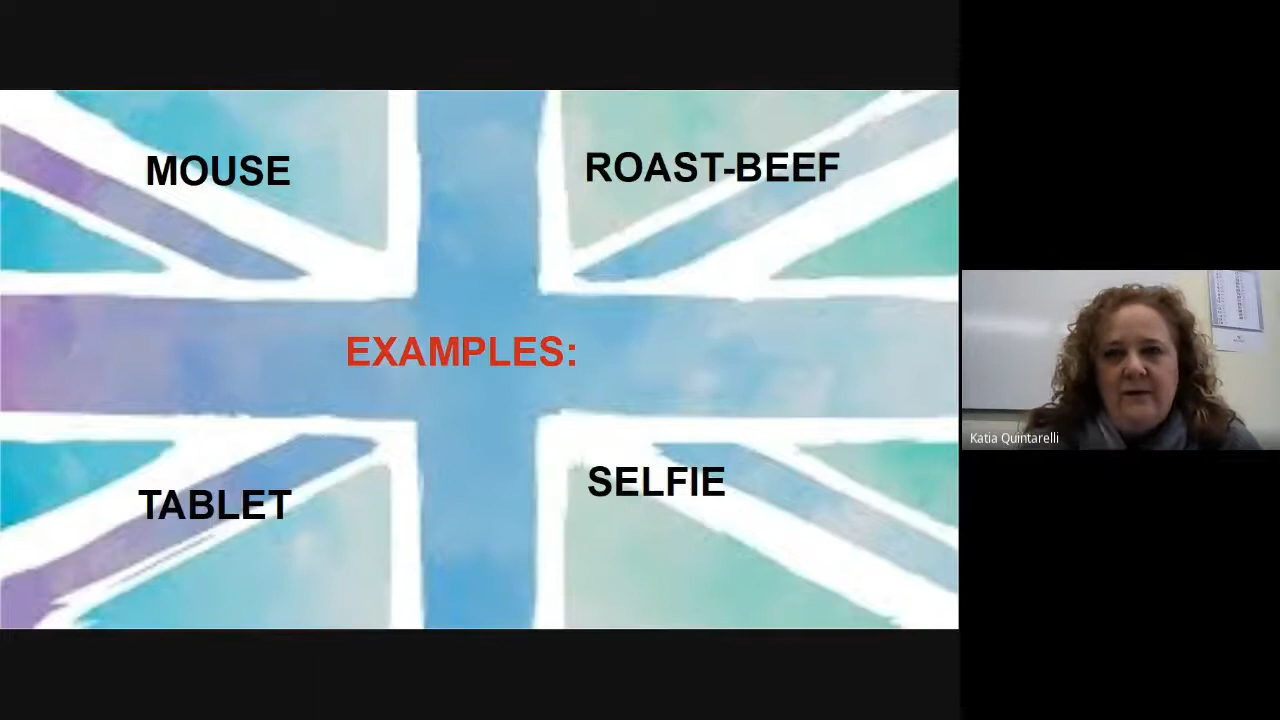 MOUSE
ROAST-BEEF
EXAMPLES:
TABLET
SELFIE
Katia Quintarelli